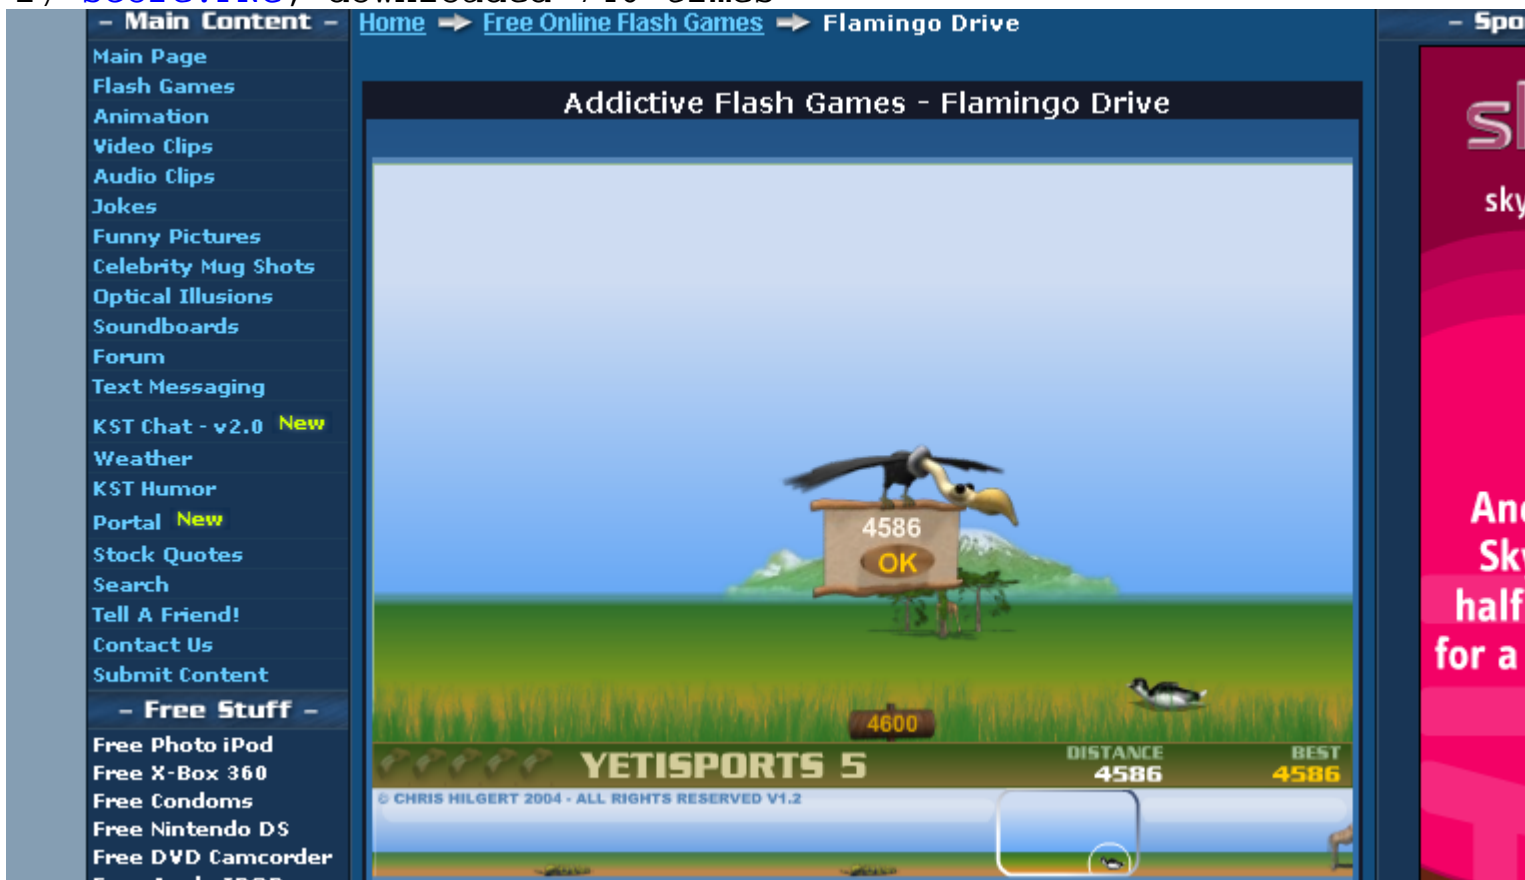 – Main Content –
Main Page
Flash Games
Animation
Video Clips
Audio Clips
Jokes
Funny Pictures
Celebrity Mug Shots
Optical Illusions
Soundboards
Forum
Text Messaging
KST Chat - v2.0 New
Weather
KST Humor
Portal New
Stock Quotes
Search
Tell A Friend!
Contact Us
Submit Content
– Free Stuff –
Free Photo iPod
Free X-Box 360
Free Condoms
Free Nintendo DS
Free DVD Camcorder
Home Free Online Flash Games Flamingo Drive
Addictive Flash Games - Flamingo Drive
4586
OK
4600
YETISPORTS 5
DISTANCE
4586
BEST
4586
© CHRIS HILGERT 2004 - ALL RIGHTS RESERVED V1.2
half
for a